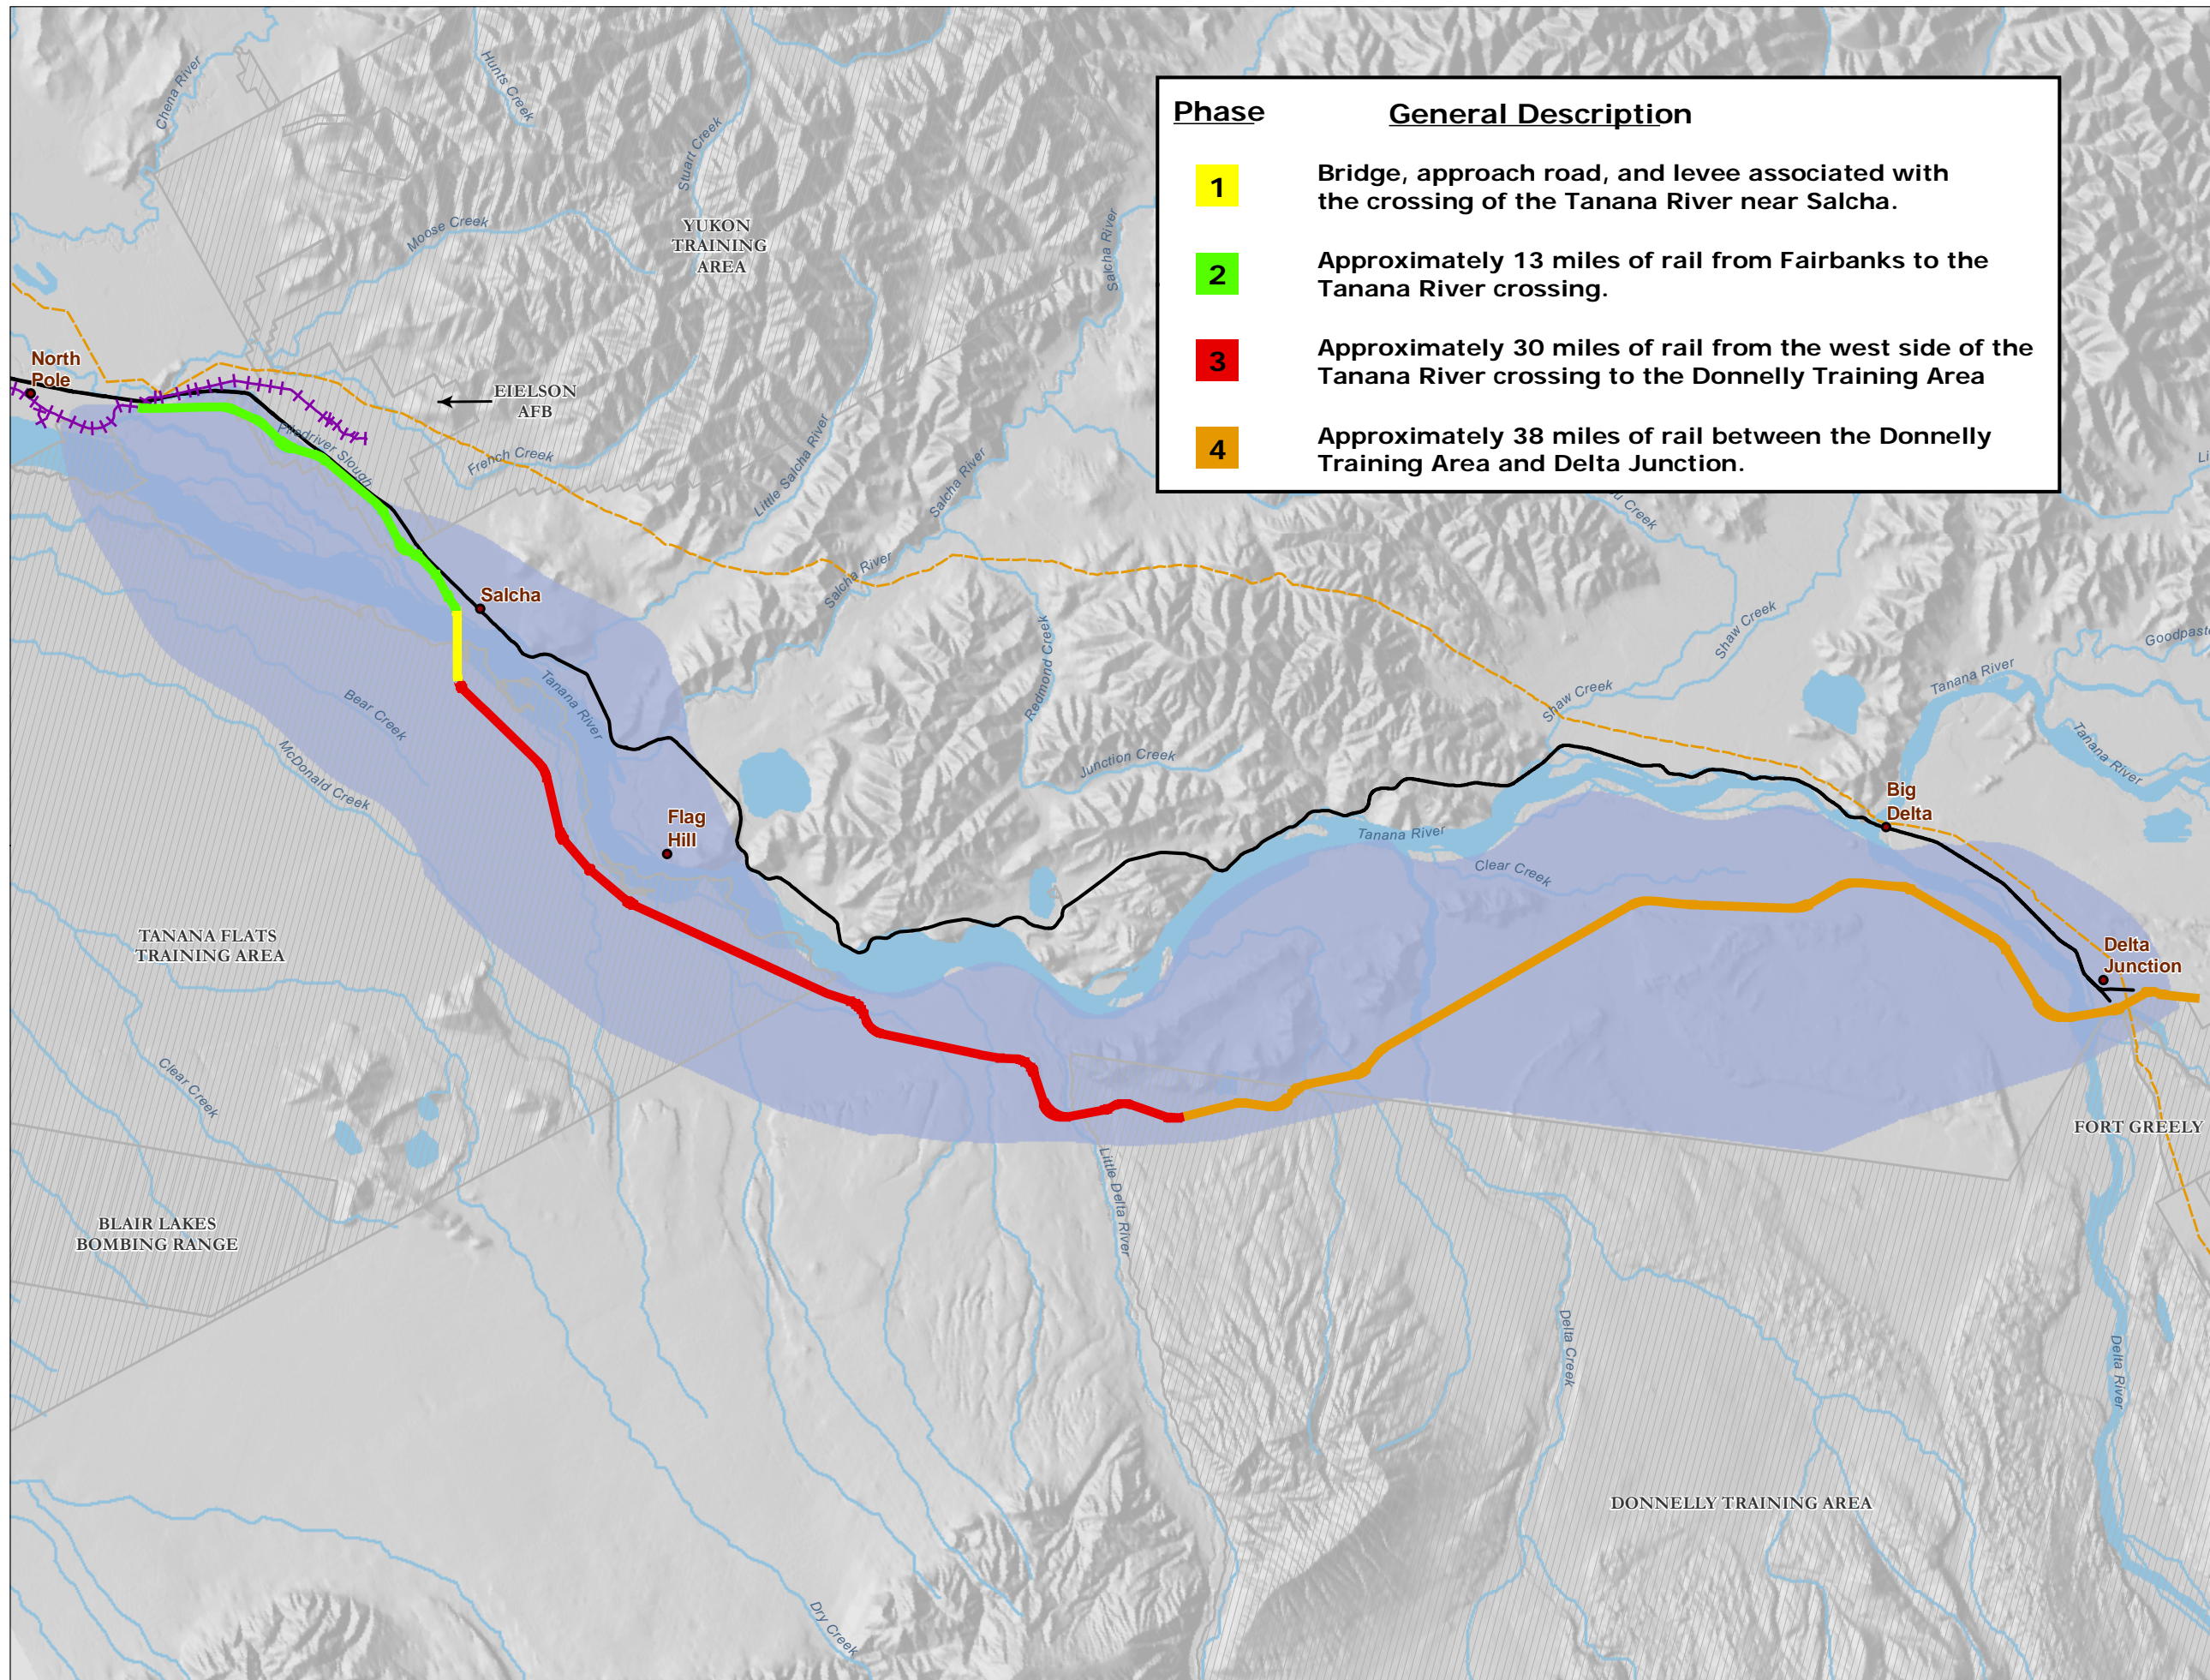 Phase
General Description
1
Bridge, approach road, and levee associated with
the crossing of the Tanana River near Salcha.
2
Approximately 13 miles of rail from Fairbanks to the
Tanana River crossing.
3
Approximately 30 miles of rail from the west side of the
Tanana River crossing to the Donnelly Training Area
4
Approximately 38 miles of rail between the Donnelly
Training Area and Delta Junction.
Chena River
Hunts Creek
Stuart Creek
Moose Creek
YUKON
TRAINING
AREA
Salcha River
North
Pole
EIELSON
AFB
Piledriver Slough
French Creek
Little Salcha River
Salcha River
Salcha River
Salcha
Redmond Creek
Shaw Creek
Shaw Creek
Tanana River
Tanana River
Tanana River
Bear Creek
McDonald Creek
Junction Creek
Flag
Hill
Big
Delta
Tanana River
Clear Creek
TANANA FLATS
TRAINING AREA
Delta
Junction
Clear Creek
FORT GREELY
Little Delta River
BLAIR LAKES
BOMBING RANGE
Delta Creek
Delta River
DONNELLY TRAINING AREA
Dry Creek